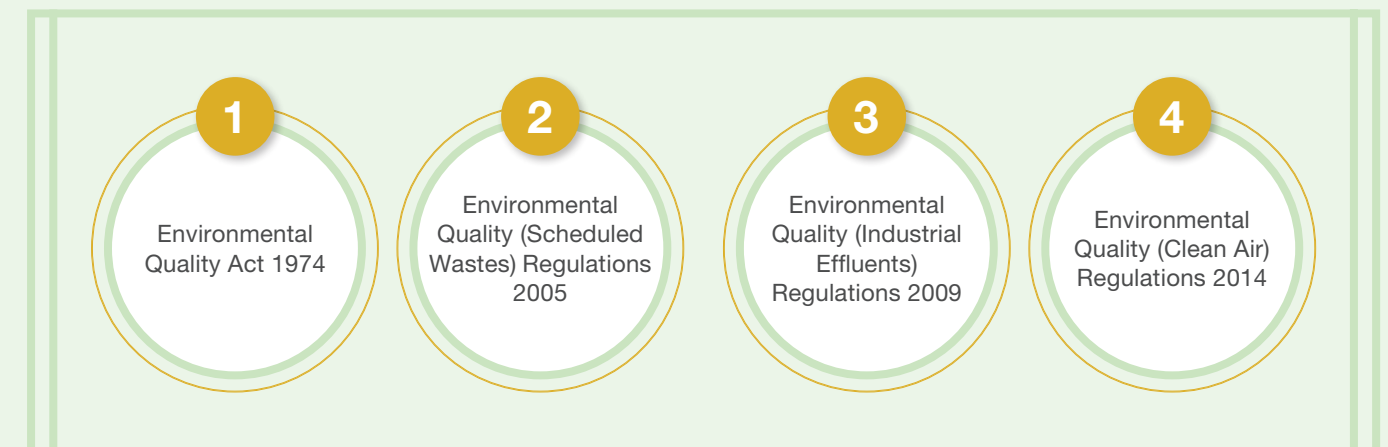 1
Environmental
Quality Act 1974
2
Environmental
Quality (Scheduled
Wastes) Regulations
2005
3
Environmental
Quality (Industrial
Effluents)
Regulations 2009
4
Environmental
Quality (Clean Air)
Regulations 2014